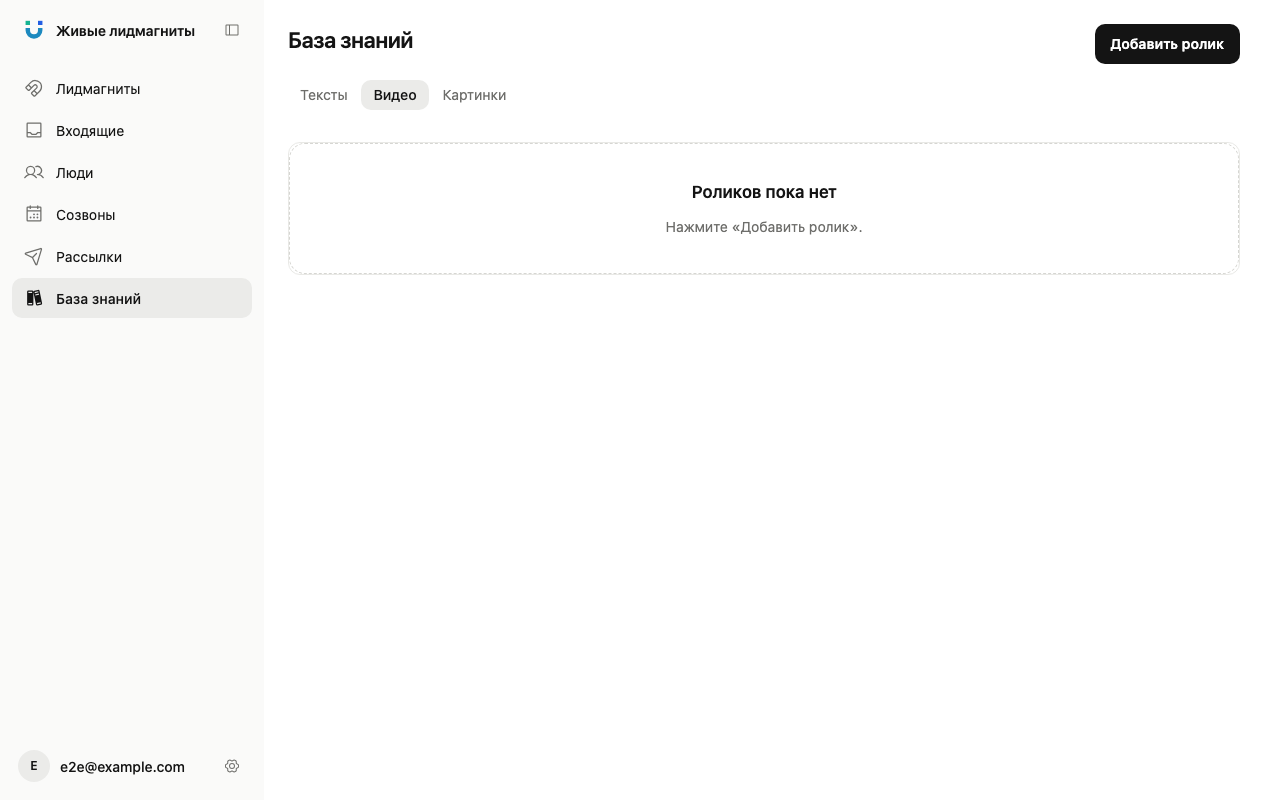 Живые лидмагниты
Лидмагниты
Входящие
Люди
Созвоны
Рассылки
База знаний
E
e2e@example.com
База знаний
Добавить ролик
Тексты
Видео
Картинки
Роликов пока нет
Нажмите «Добавить ролик».